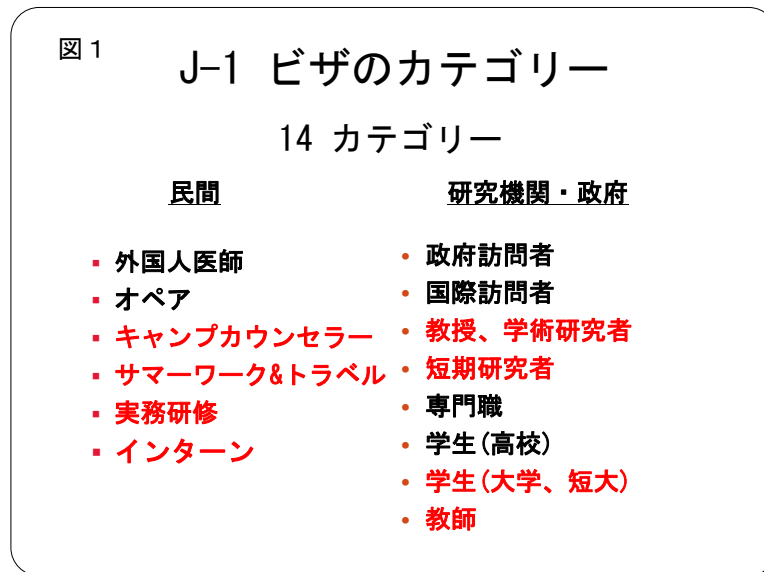 図1
J-1 ビザのカテゴリー
14 カテゴリー
民間
▪ 外国人医師
▪ オペア
▪ キャンプカウンセラー
▪ サマーワーク&トラベル
▪ 実務研修
▪ インターン
研究機関・政府
• 政府訪問者
• 国際訪問者
• 教授、学術研究者
• 短期研究者
• 専門職
• 学生(高校)
• 学生(大学、短大)
• 教師